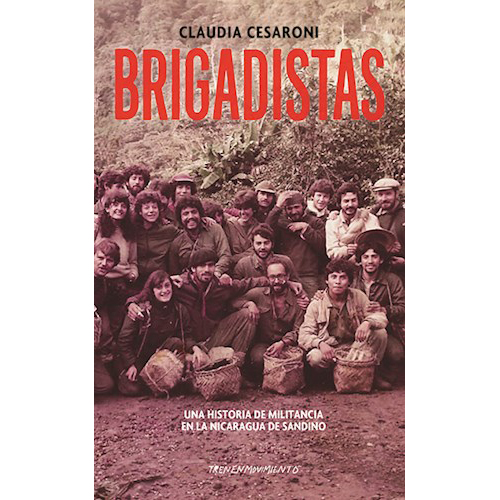 CLAUDIA CESARONI
BRIGADISTAS
UNA HISTORIA DE MILITANCIA
EN LA NICARAGUA DE SANDINO
TRENENMOVIMIENTO